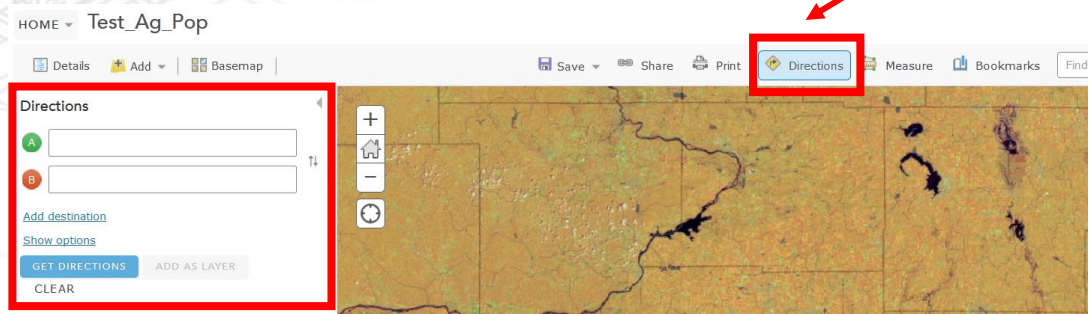 HOME Test_Ag_Pop
Details Add Basemap Save Share Print Directions Measure Bookmarks Find
Directions
A
B
Add destination
Show options
GET DIRECTIONS ADD AS LAYER
CLEAR